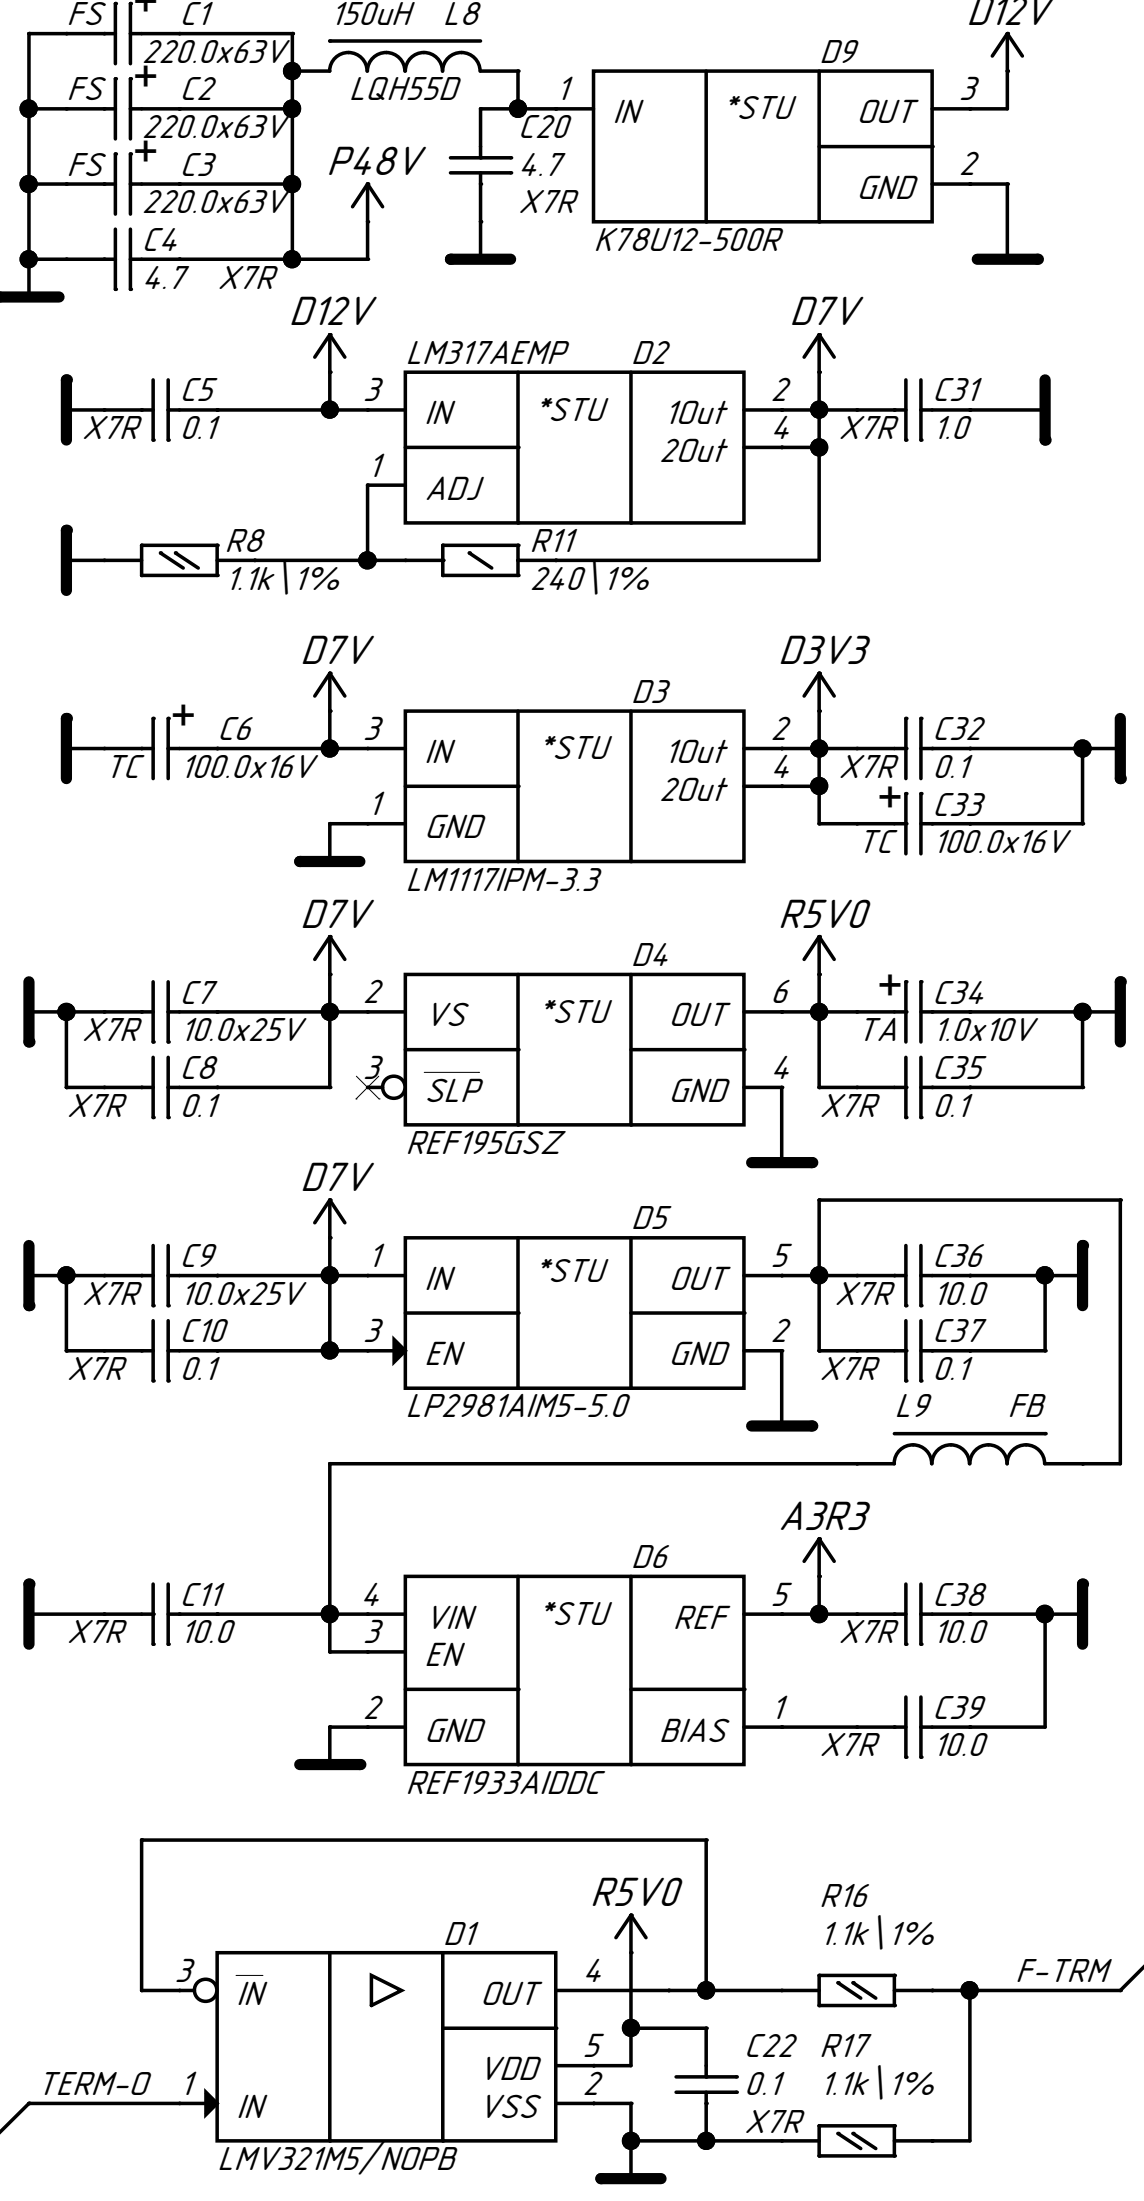 FS + C1
220.0x63V
FS + C2
220.0x63V
FS + C3
220.0x63V
C4
4.7 X7R
150uH L8
LQH55D
P48V
C20
4.7
X7R
D12V
D9
1 IN *STU OUT 3
GND 2
K78U12-500R
D12V
D7V
LM317AEMP D2
C5
X7R 0.1
3 IN *STU 1Out 2
2Out 4
1 ADJ
C31
X7R 1.0
R8
1.1k\1%
R11
240\1%
D7V
D3V3
D3
+ C6
TC 100.0x16V
3 IN *STU 1Out 2
2Out 4
1 GND
LM1117IPM-3.3
C32
X7R 0.1
+ C33
TC 100.0x16V
D7V
R5V0
D4
C7
X7R 10.0x25V
C8
X7R 0.1
2 VS *STU OUT 6
3 SLP GND 4
REF195GSZ
+ C34
TA 1.0x10V
C35
X7R 0.1
D7V
D5
C9
X7R 10.0x25V
C10
X7R 0.1
1 IN *STU OUT 5
3 EN GND 2
LP2981AIM5-5.0
C36
X7R 10.0
C37
X7R 0.1
L9 FB
A3R3
D6
C11
X7R 10.0
4 VIN *STU REF 5
3 EN
2 GND BIAS 1
REF1933AIDDC
C38
X7R 10.0
C39
X7R 10.0
R5V0
D1
3 IN OUT 4
VDD 5
TERM-0 1 IN VSS 2
LMV321M5/NOPB
C22
0.1
X7R
R16
1.1k\1%
F-TRM
R17
1.1k\1%